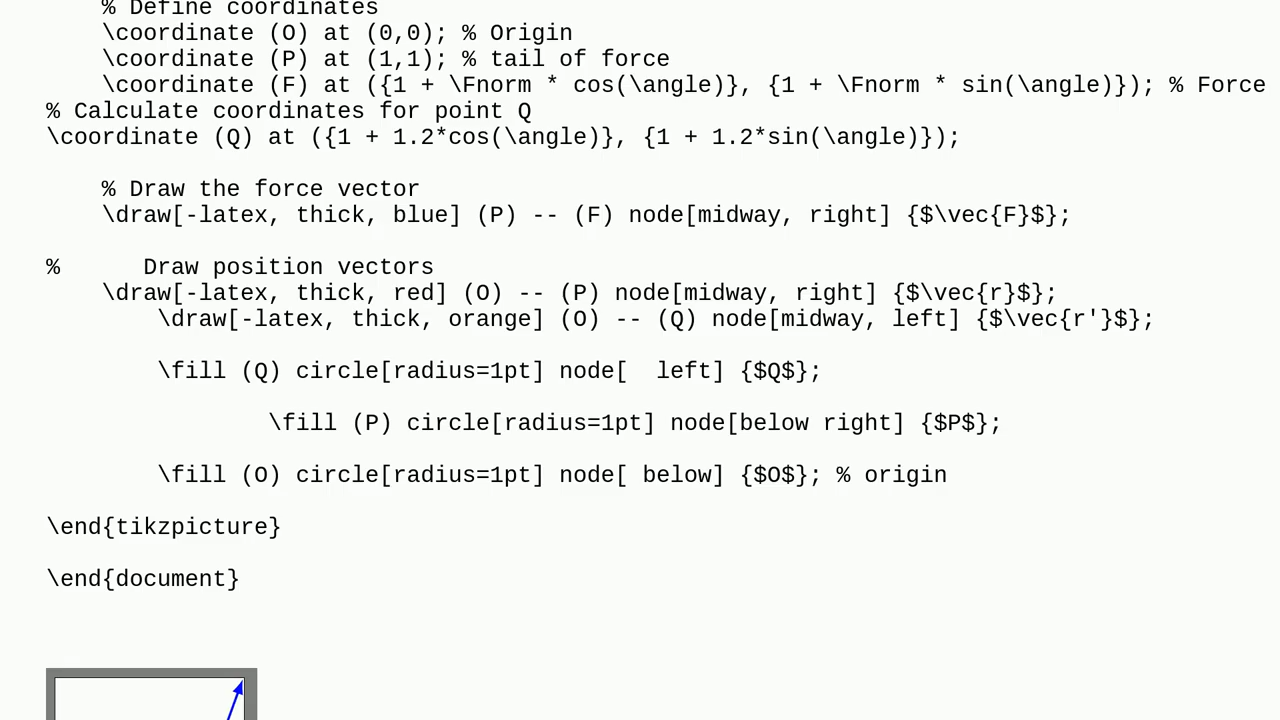 % Define coordinates
\coordinate (O) at (0,0); % Origin
\coordinate (P) at (1,1); % tail of force
\coordinate (F) at ({1 + \Fnorm * cos(\angle)}, {1 + \Fnorm * sin(\angle)}); % Force
% Calculate coordinates for point Q
\coordinate (Q) at ({1 + 1.2*cos(\angle)}, {1 + 1.2*sin(\angle)});
% Draw the force vector
\draw[-latex, thick, blue] (P) -- (F) node[midway, right] {$\vec{F}$};
%      Draw position vectors
\draw[-latex, thick, red] (O) -- (P) node[midway, right] {$\vec{r}$};
\draw[-latex, thick, orange] (O) -- (Q) node[midway, left] {$\vec{r'}$};
\fill (Q) circle[radius=1pt] node[  left] {$Q$};
\fill (P) circle[radius=1pt] node[below right] {$P$};
\fill (O) circle[radius=1pt] node[ below] {$O$}; % origin
\end{tikzpicture}
\end{document}